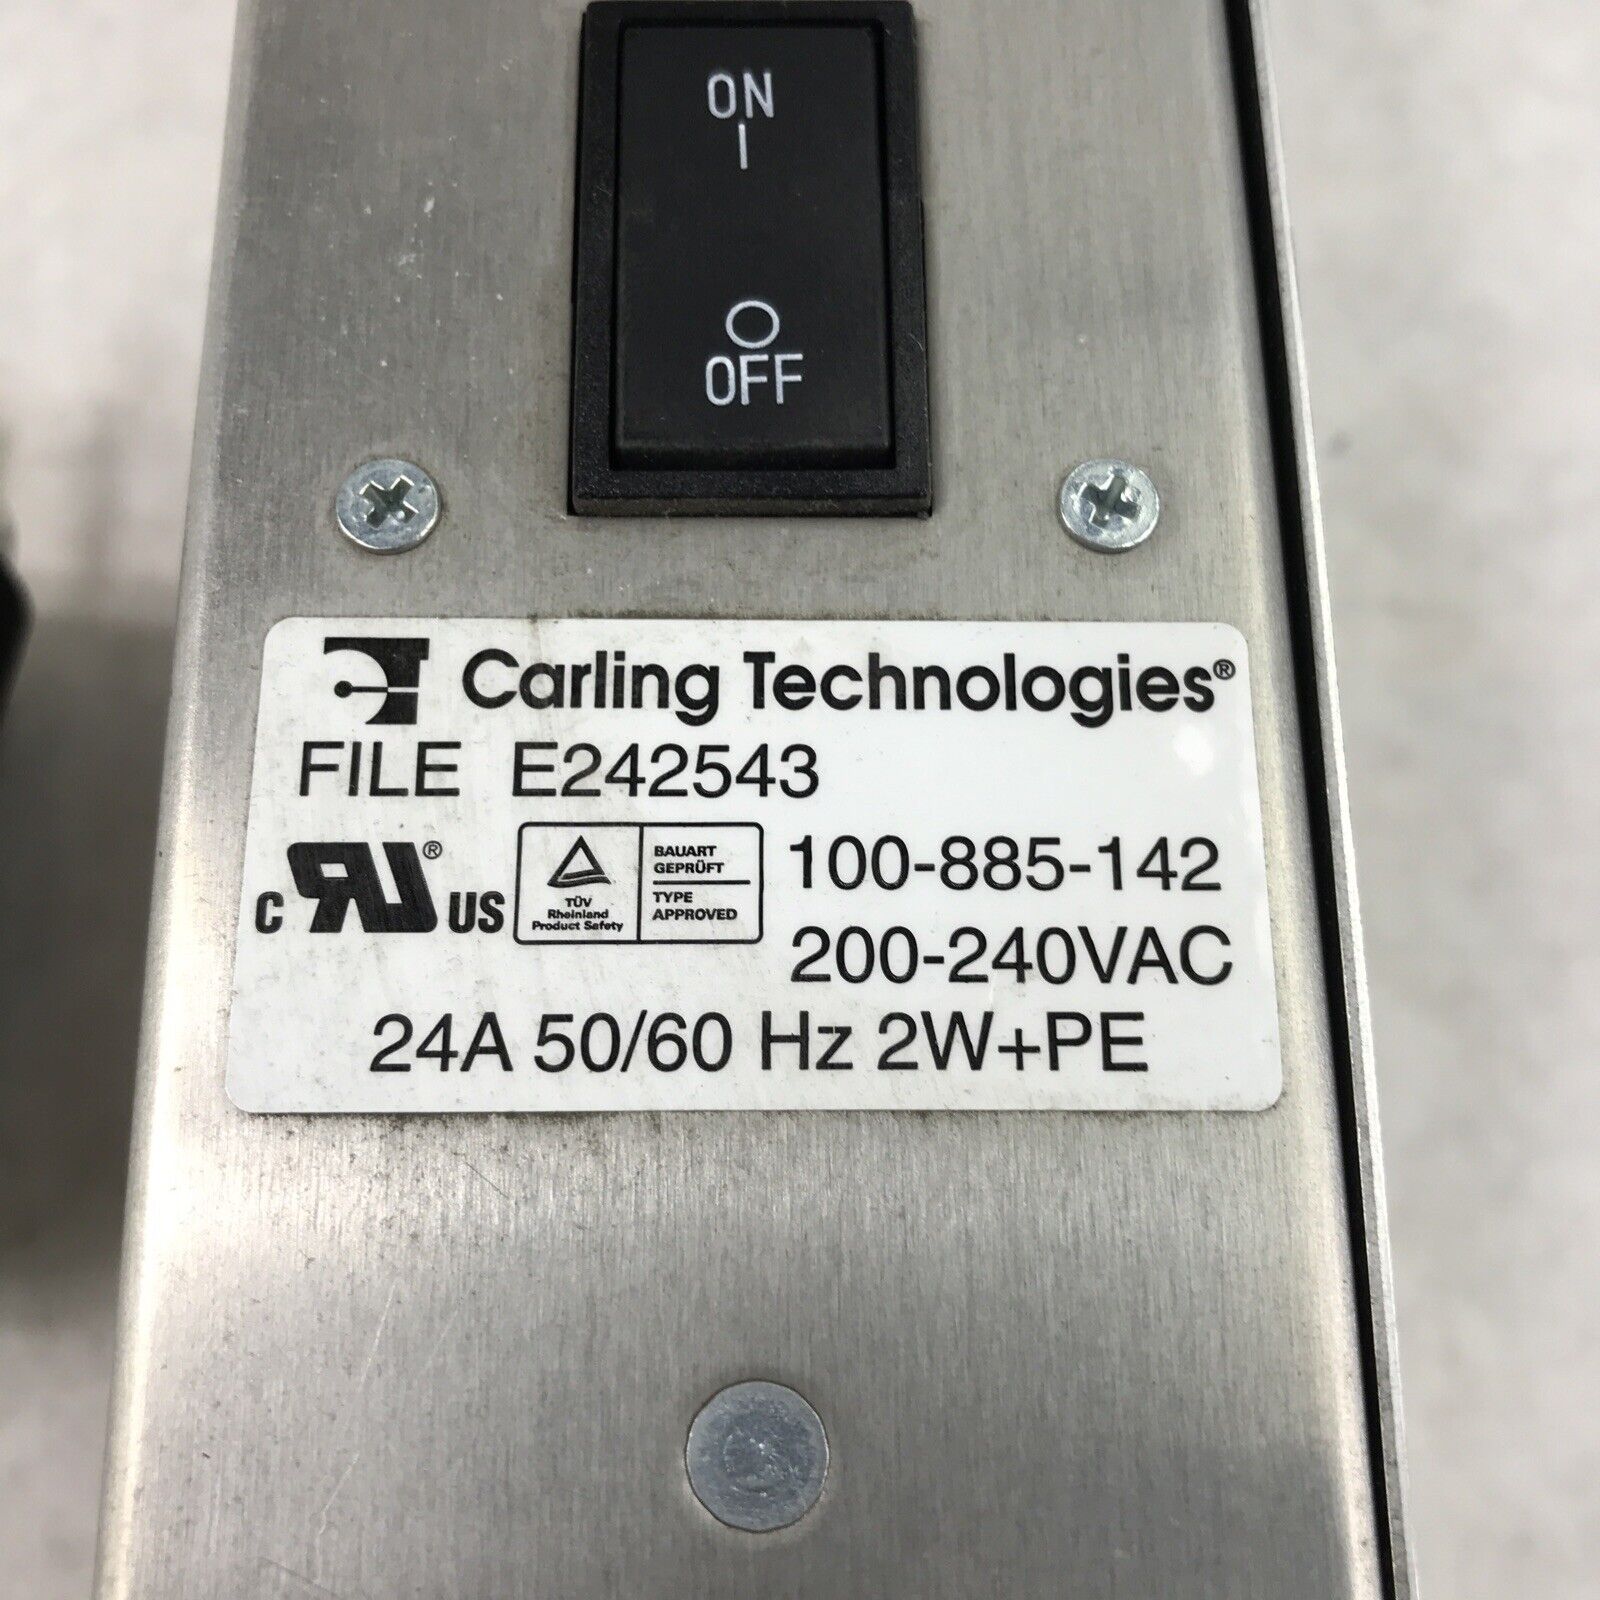 ON
|
O
OFF
Carling Technologies®
FILE E242543
c RU® US
TÜV
Rheinland
Product Safety
BAUART
GEPRÜFT
TYPE
APPROVED
100-885-142
200-240VAC
24A 50/60 Hz 2W+PE